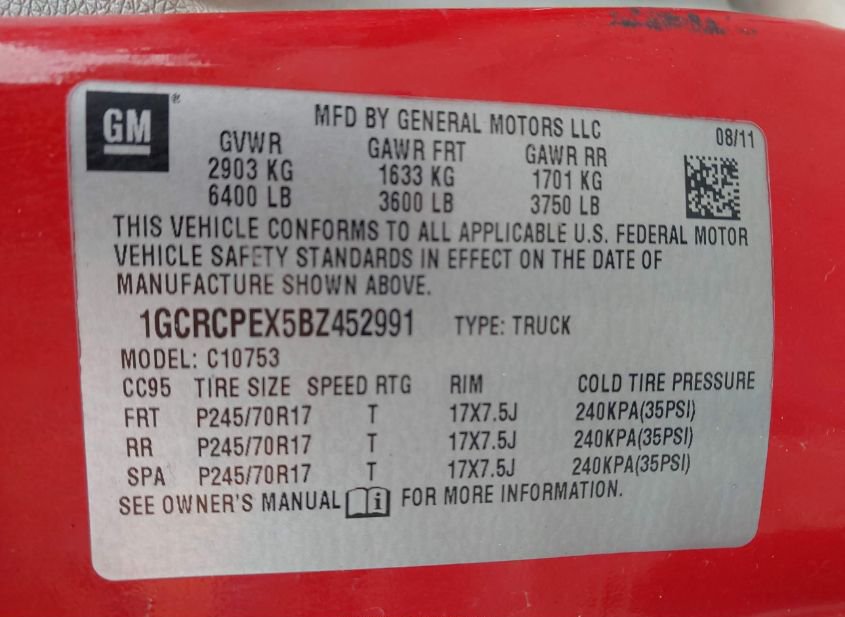 GM®
MFD BY GENERAL MOTORS LLC
08/11
GVWR GAWR FRT GAWR RR
2903 KG 1633 KG 1701 KG
6400 LB 3600 LB 3750 LB
THIS VEHICLE CONFORMS TO ALL APPLICABLE U.S. FEDERAL MOTOR
VEHICLE SAFETY STANDARDS IN EFFECT ON THE DATE OF
MANUFACTURE SHOWN ABOVE.
1GCRCPEX5BZ452991 TYPE: TRUCK
MODEL: C10753
CC95 TIRE SIZE SPEED RTG RIM COLD TIRE PRESSURE
FRT P245/70R17 T 17X7.5J 240KPA(35PSI)
RR P245/70R17 T 17X7.5J 240KPA(35PSI)
SPA P245/70R17 T 17X7.5J 240KPA(35PSI)
SEE OWNER'S MANUAL i FOR MORE INFORMATION.